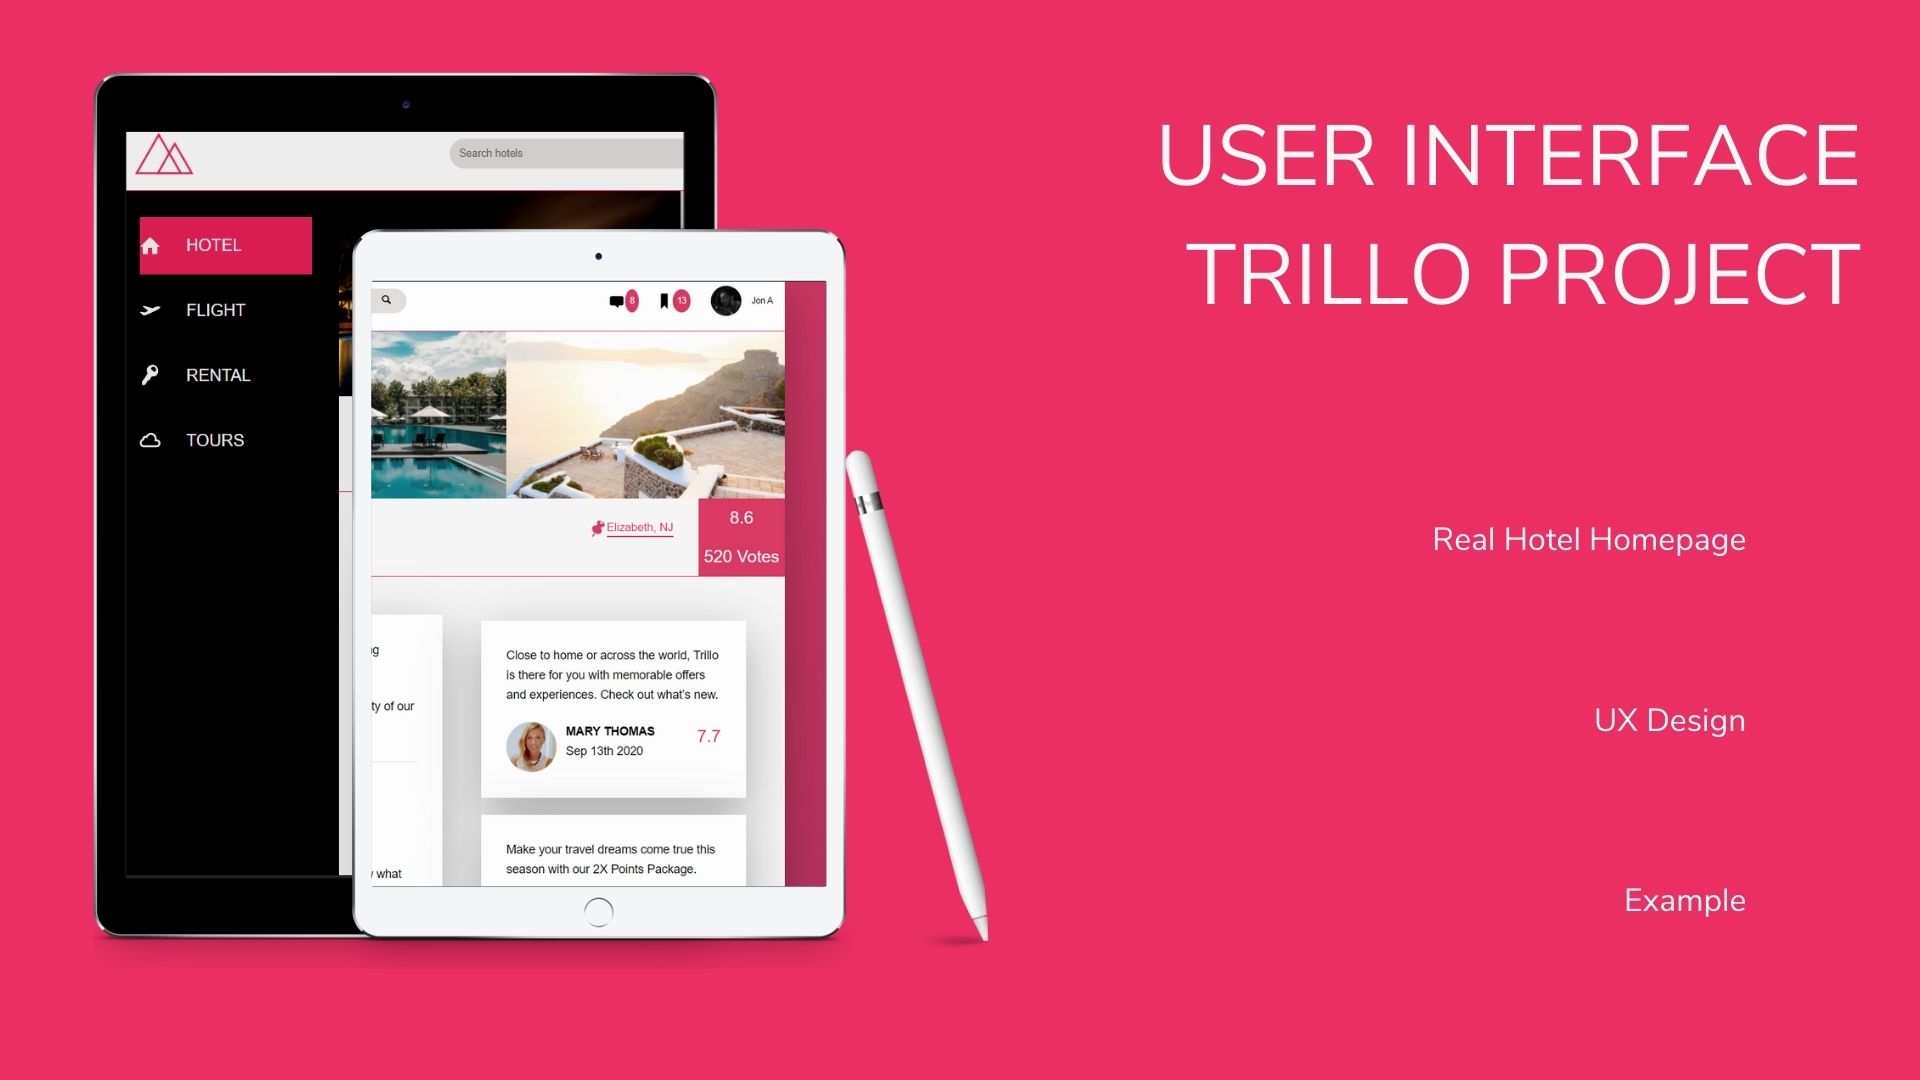 USER INTERFACE
TRILLO PROJECT
Real Hotel Homepage
UX Design
Example
Search hotels
HOTEL
FLIGHT
RENTAL
TOURS
8
13
Jon A
Elizabeth, NJ
8.6
520 Votes
ty of our
what
Close to home or across the world, Trillo
is there for you with memorable offers
and experiences. Check out what's new.
MARY THOMAS
Sep 13th 2020
7.7
Make your travel dreams come true this
season with our 2X Points Package.